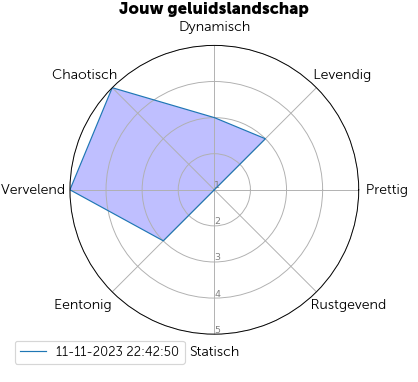 Jouw geluidslandschap
Dynamisch
Chaotisch
Levendig
Vervelend
Prettig
1
2
3
4
5
Eentonig
Rustgevend
11-11-2023 22:42:50
Statisch